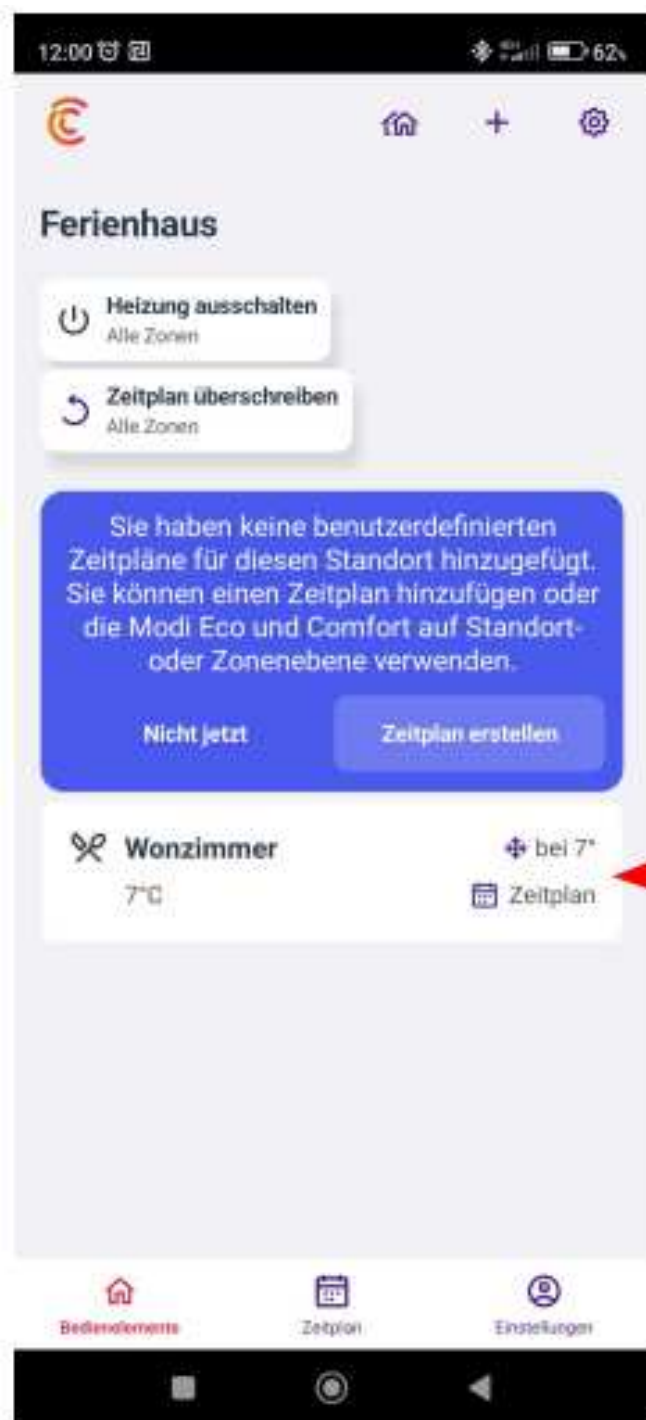 12:00
62%
Ferienhaus
Heizung ausschalten
Alle Zonen
Zeitplan überschreiben
Alle Zonen
Sie haben keine benutzerdefinierten
Zeitpläne für diesen Standort hinzugefügt.
Sie können einen Zeitplan hinzufügen oder
die Modi Eco und Comfort auf Standort-
oder Zonenebene verwenden.
Nicht jetzt
Zeitplan erstellen
Wonzimmer
bei 7°
7°C
Zeitplan
Bedienelemente
Zeitplan
Einstellungen